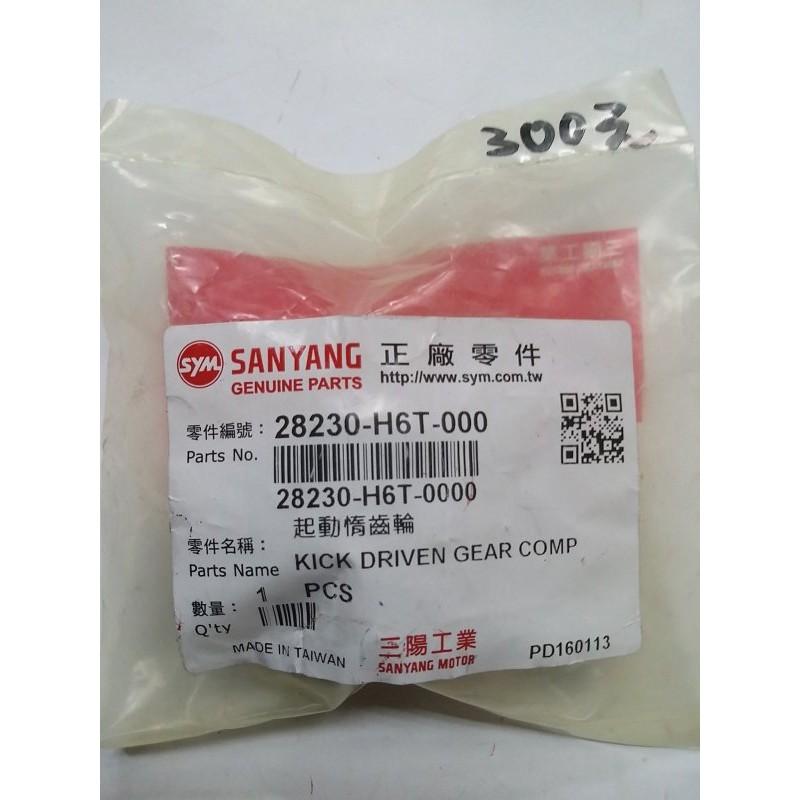 300元
SYM SANYANG 正廠零件
GENUINE PARTS http://www.sym.com.tw
零件編號： 28230-H6T-000
Parts No.
28230-H6T-0000
起動惰齒輪
零件名稱：
Parts Name KICK DRIVEN GEAR COMP
數量： 1 PCS
Q'ty
MADE IN TAIWAN 三陽工業 PD160113
SANYANG MOTOR